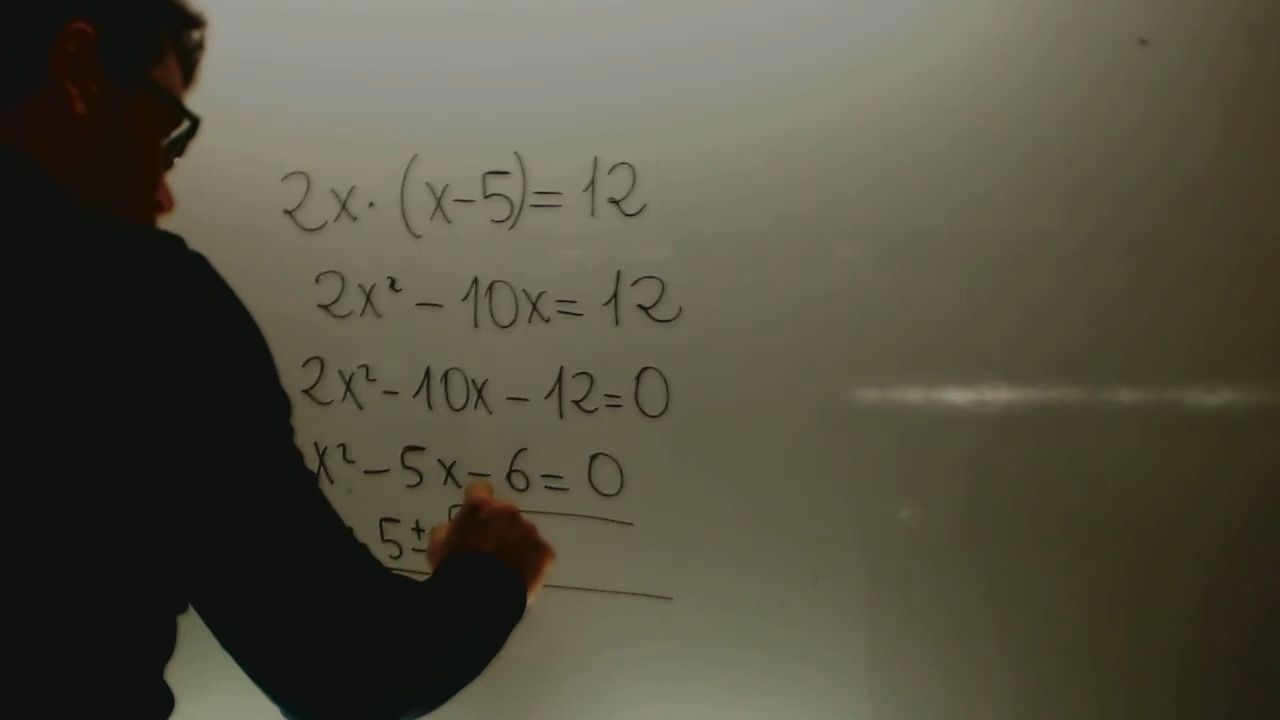 2x · (x-5) = 12
2x² - 10x = 12
2x² - 10x - 12 = 0
x² - 5x - 6 = 0
5 ±